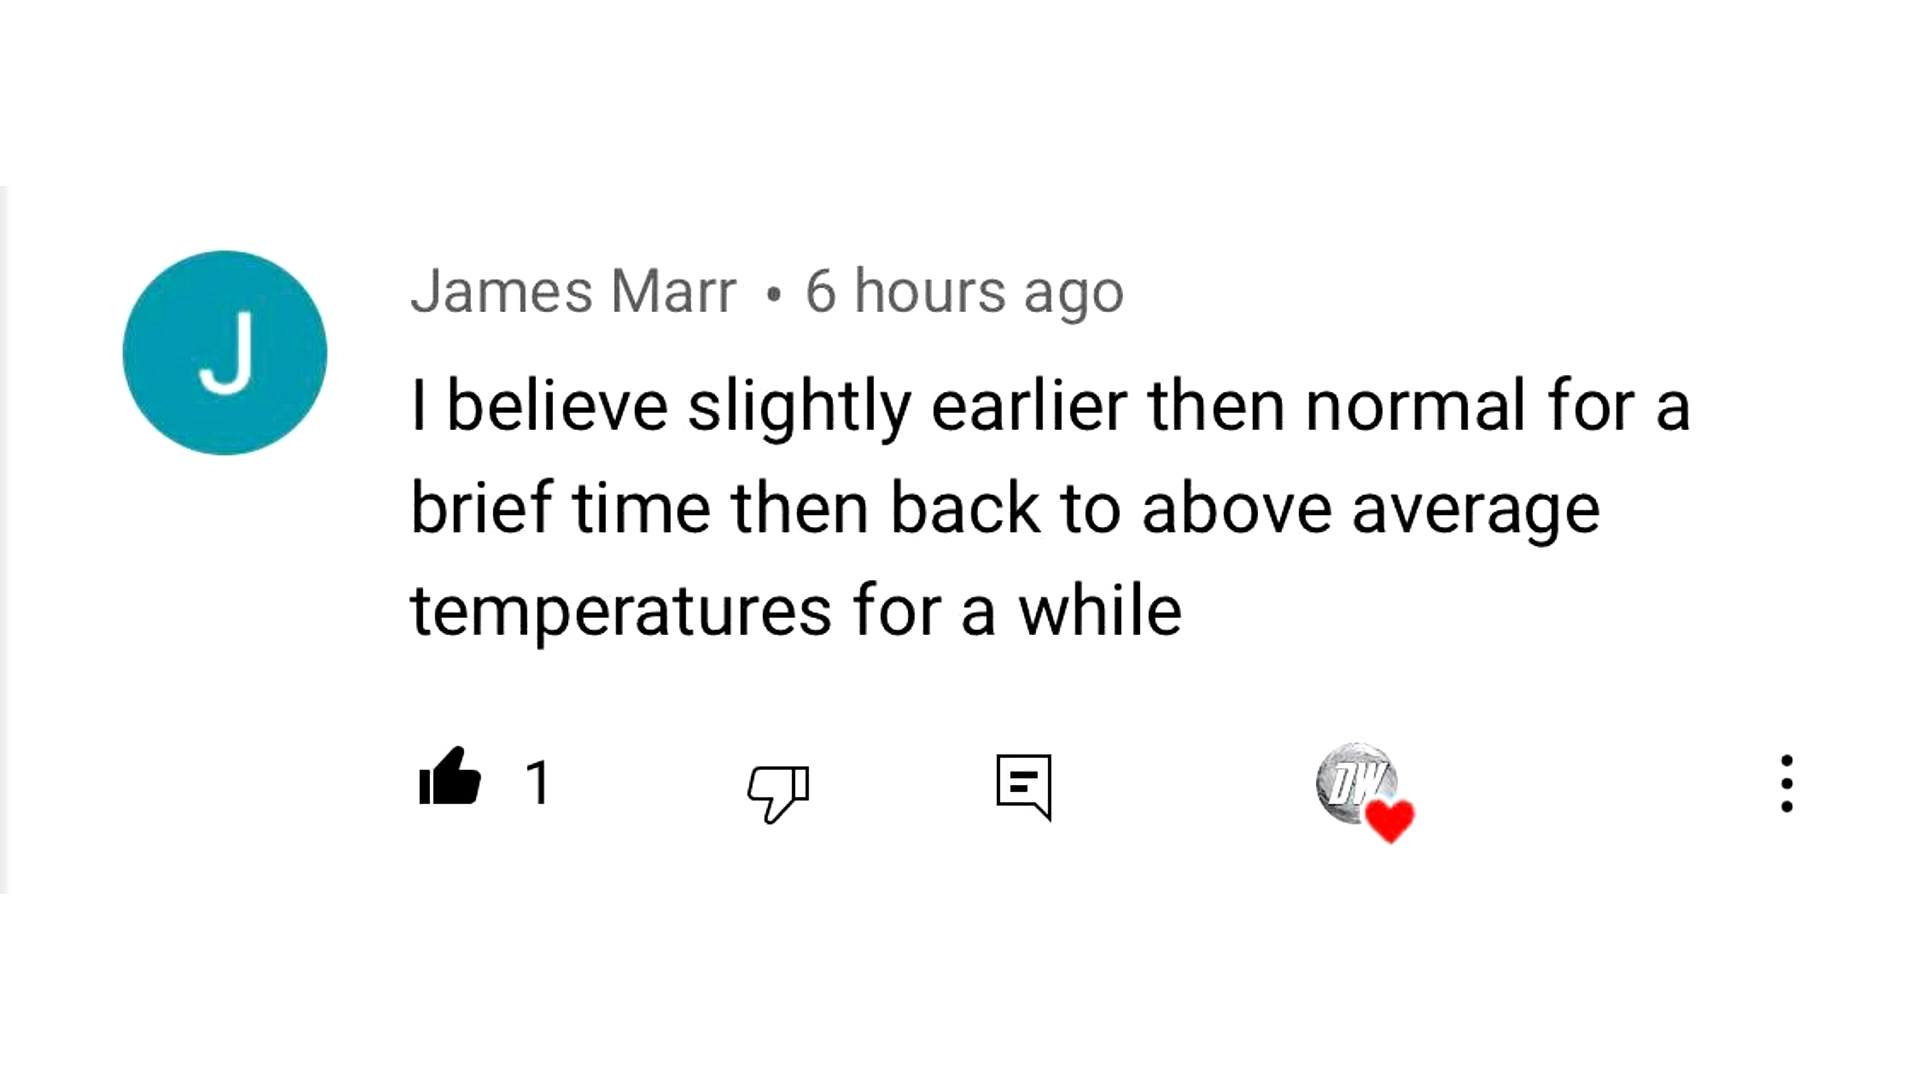 J
James Marr • 6 hours ago
I believe slightly earlier then normal for a
brief time then back to above average
temperatures for a while
1
DW